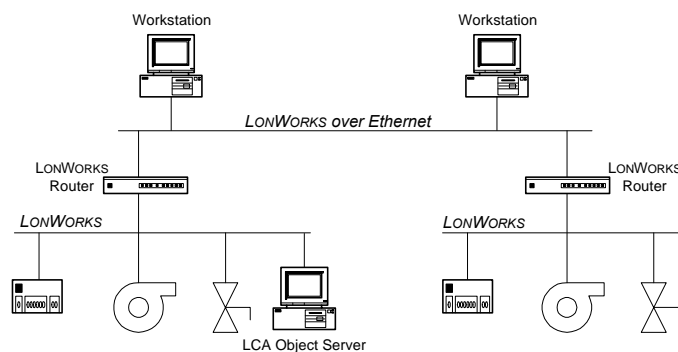 Workstation
Workstation
LONWORKS over Ethernet
LONWORKS
Router
LONWORKS
Router
LONWORKS
LONWORKS
LCA Object Server